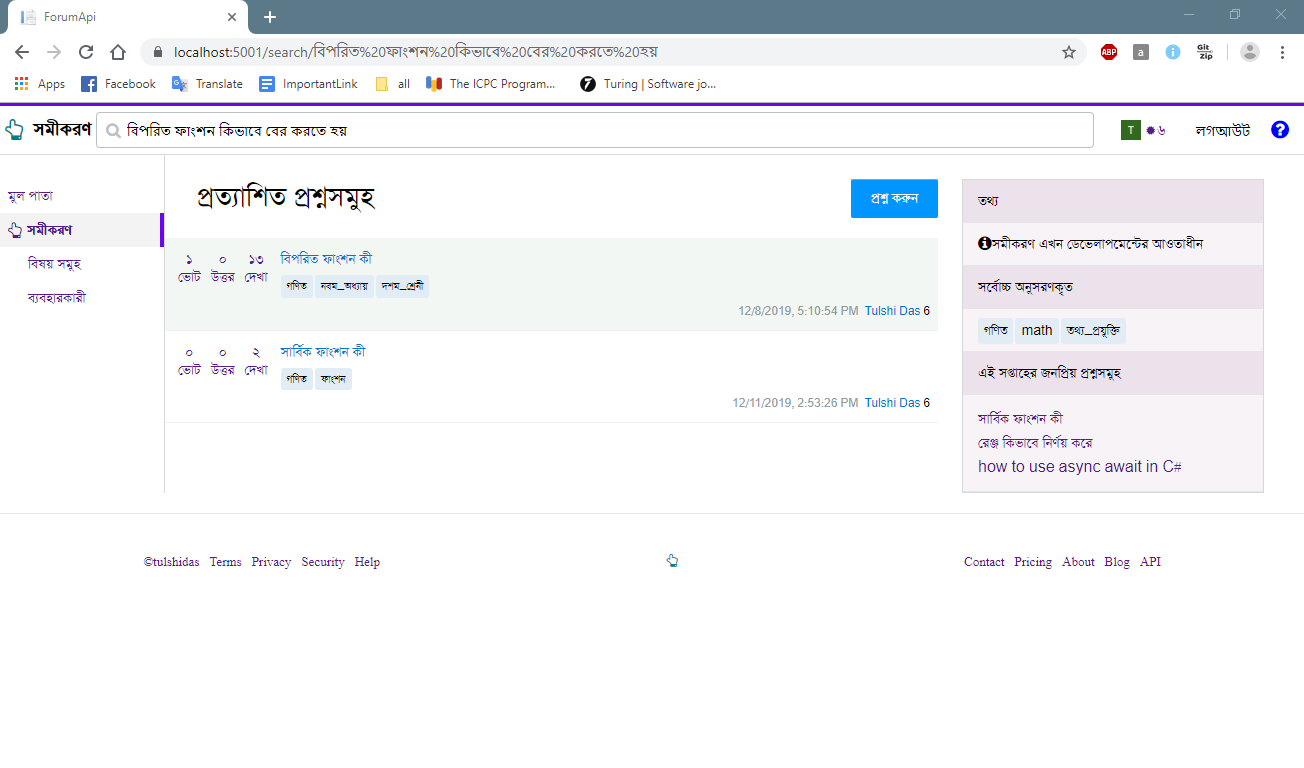 ForumApi
localhost:5001/search/বিপরিত%20ফাংশন%20কিভাবে%20বের%20করতে%20হয়
ABP a i Git Zip
Apps Facebook Translate ImportantLink all The ICPC Program... Turing | Software jo...
সমীকরণ বিপরিত ফাংশন কিভাবে বের করতে হয় T ৬ লগআউট ?
মুল পাতা
সমীকরণ
বিষয় সমূহ
ব্যবহারকারী
প্রত্যাশিত প্রশ্নসমুহ প্রশ্ন করুন
১ ০ ১৩ বিপরিত ফাংশন কী
ভোট উত্তর দেখা
গণিত নবম_অধ্যায় দশম_শ্রেনী
12/8/2019, 5:10:54 PM Tulshi Das 6
০ ০ ২ সার্বিক ফাংশন কী
ভোট উত্তর দেখা
গণিত ফাংশন
12/11/2019, 2:53:26 PM Tulshi Das 6
তথ্য
সমীকরণ এখন ডেভেলাপমেন্টের আওতাধীন
সর্বোচ্চ অনুসরণকৃত
গণিত math তথ্য_প্রযুক্তি
এই সপ্তাহের জনপ্রিয় প্রশ্নসমুহ
সার্বিক ফাংশন কী
রেঞ্জ কিভাবে নির্ণয় করে
how to use async await in C#
©tulshidas Terms Privacy Security Help Contact Pricing About Blog API